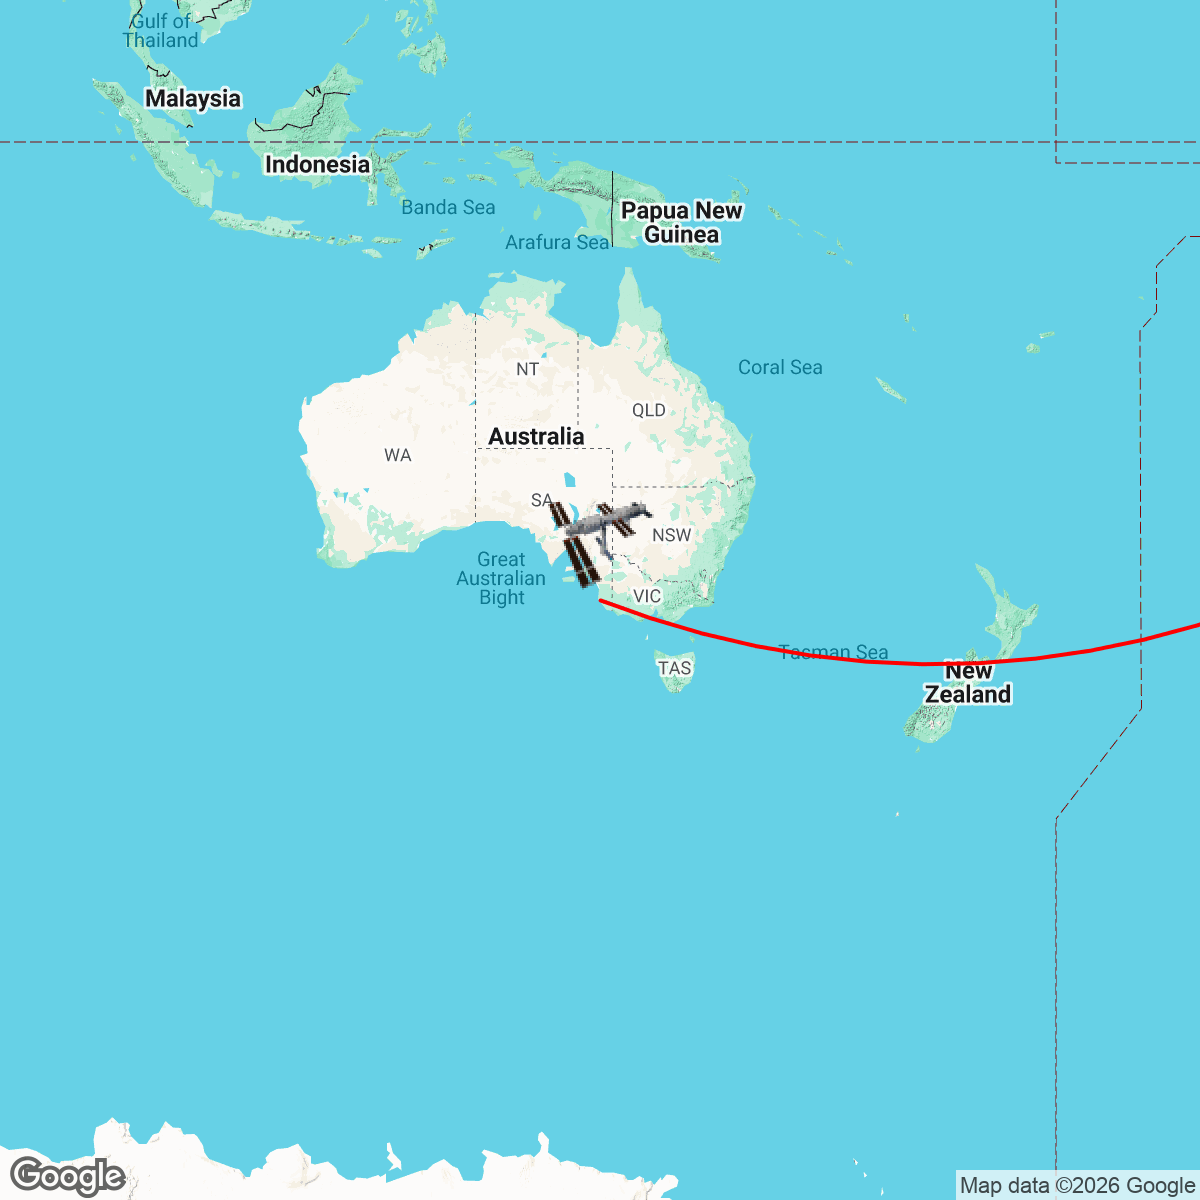 Gulf of
Thailand
Malaysia
Indonesia
Banda Sea
Papua New
Guinea
Arafura Sea
Coral Sea
NT
QLD
Australia
WA
SA
NSW
Great
Australian
Bight
VIC
Tasman Sea
TAS
New
Zealand
Google
Map data ©2026 Google